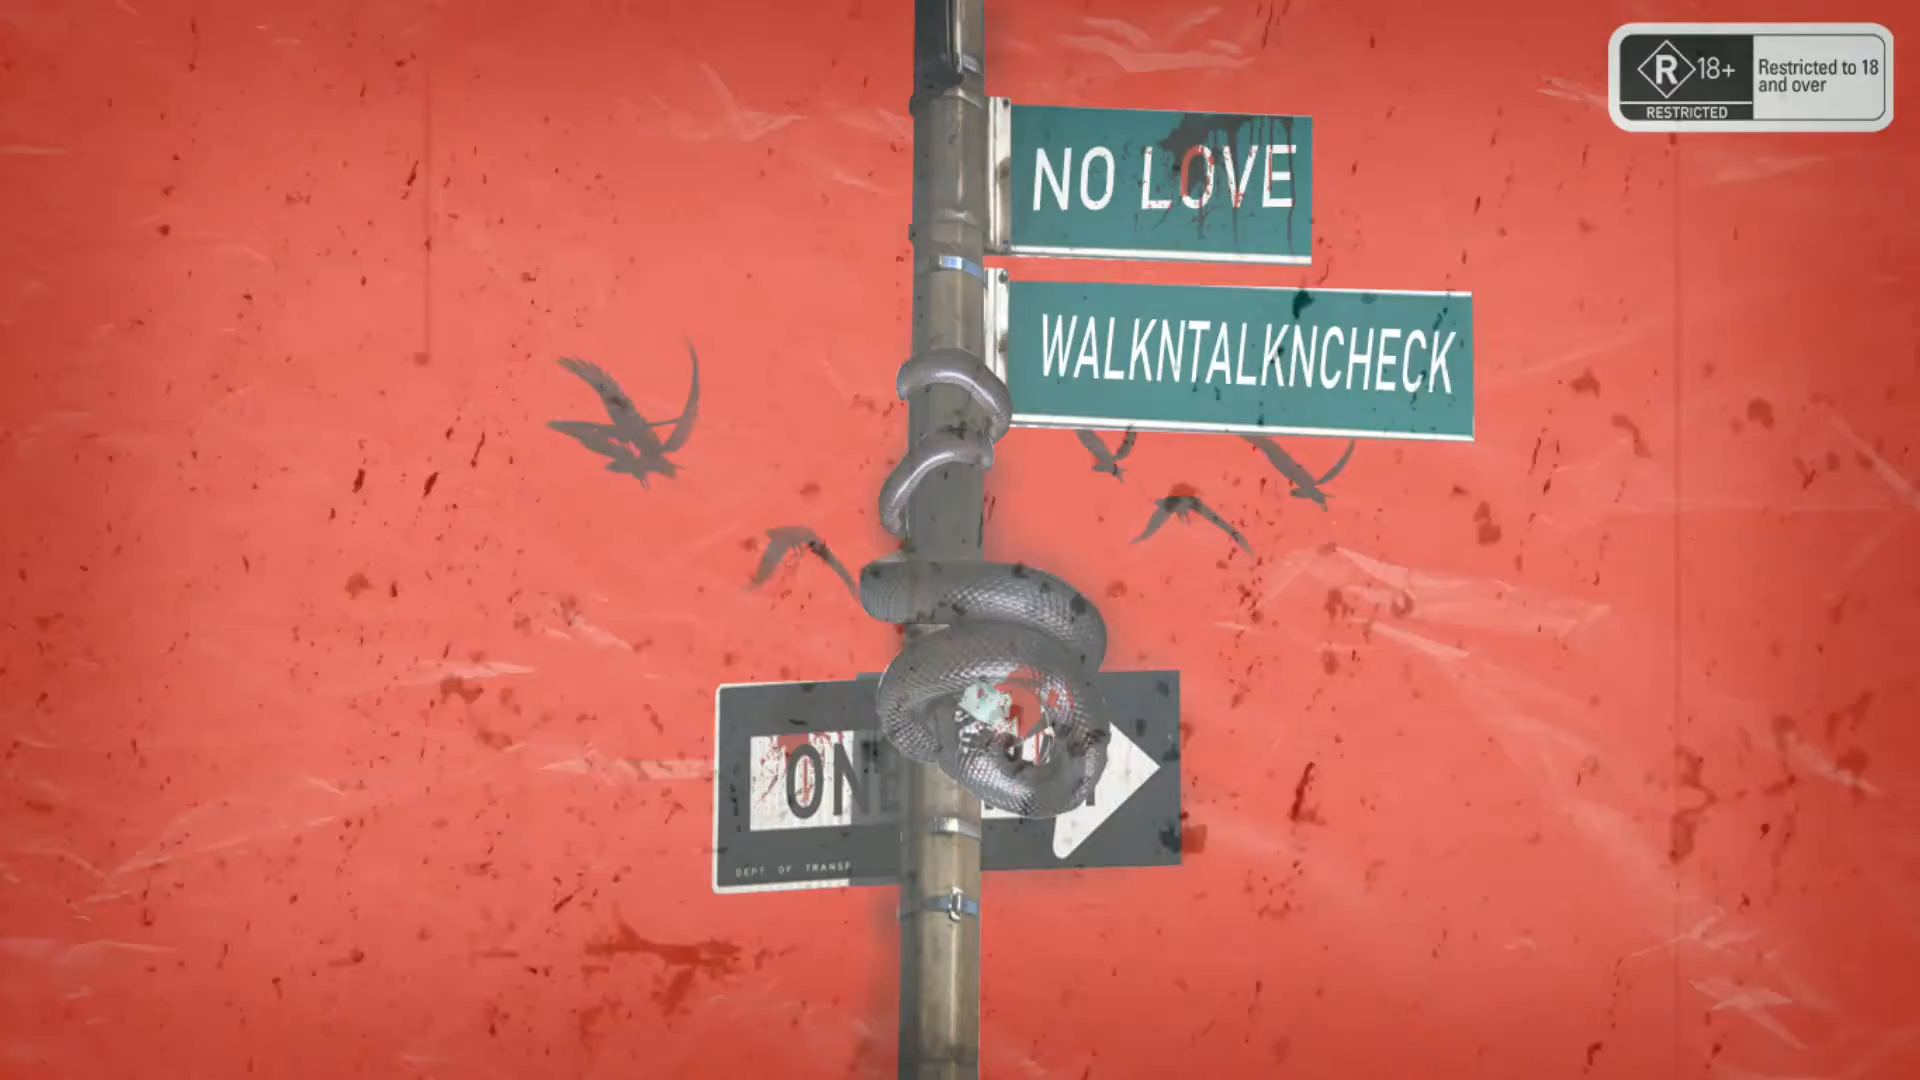 R 18+
RESTRICTED
Restricted to 18
and over
NO LOVE
WALKNTALKNCHECK
ONE
DEPT OF TRANSP